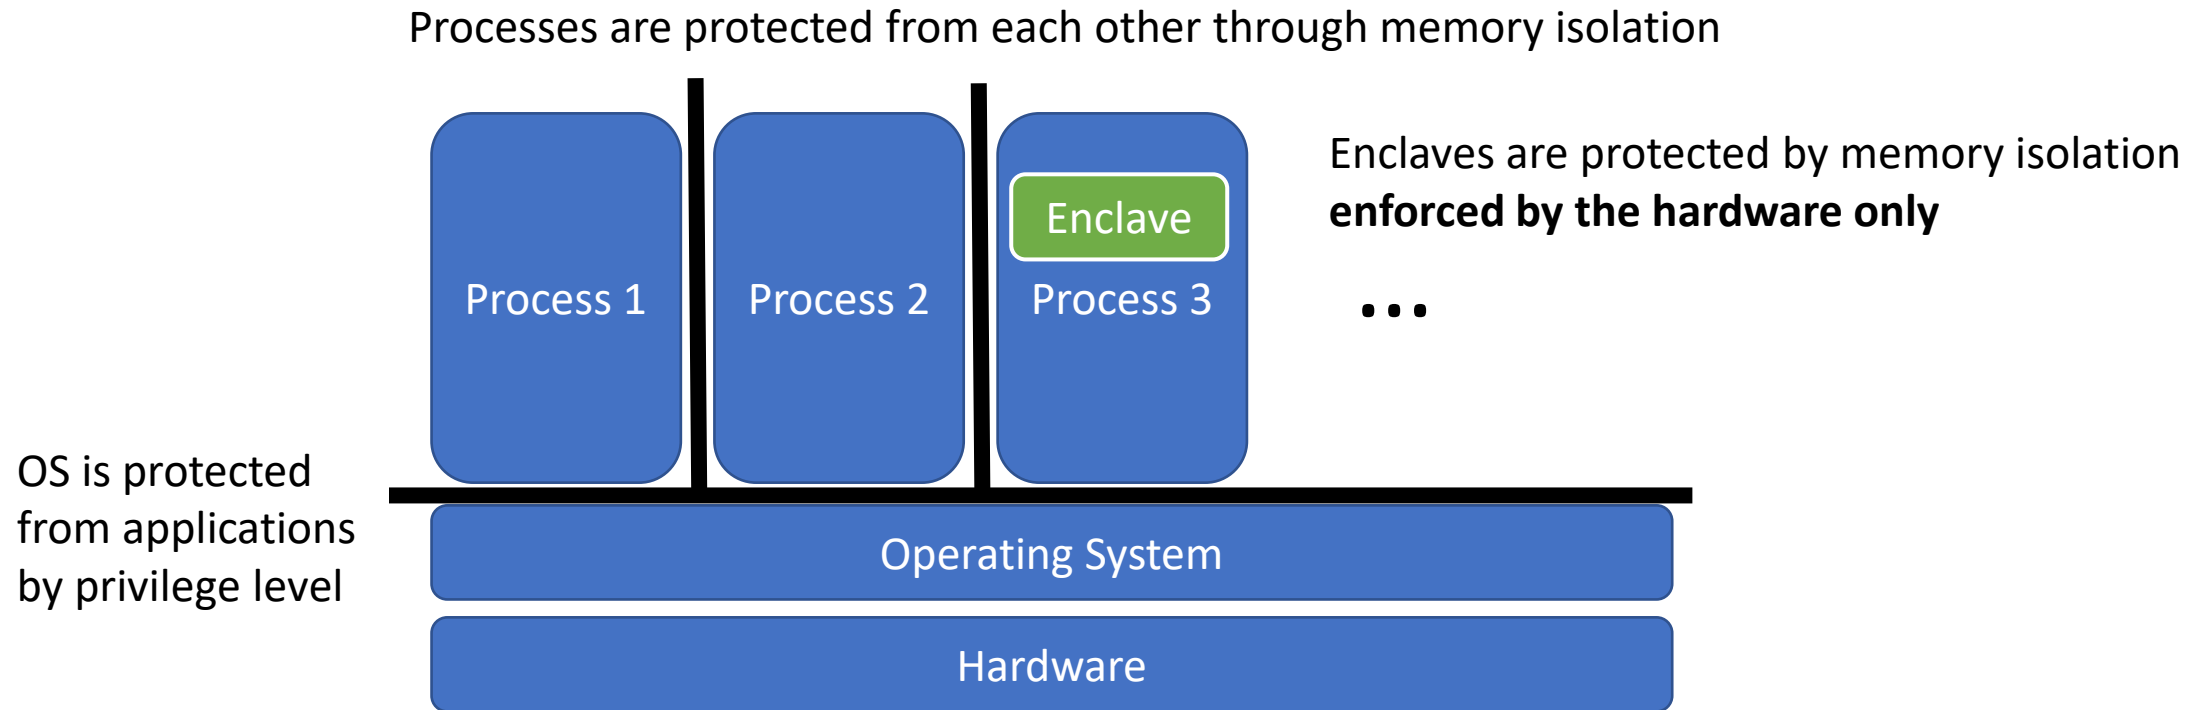 Processes are protected from each other through memory isolation
Enclaves are protected by memory isolation
enforced by the hardware only
Enclave
Process 1
Process 2
Process 3
...
OS is protected
from applications
by privilege level
Operating System
Hardware